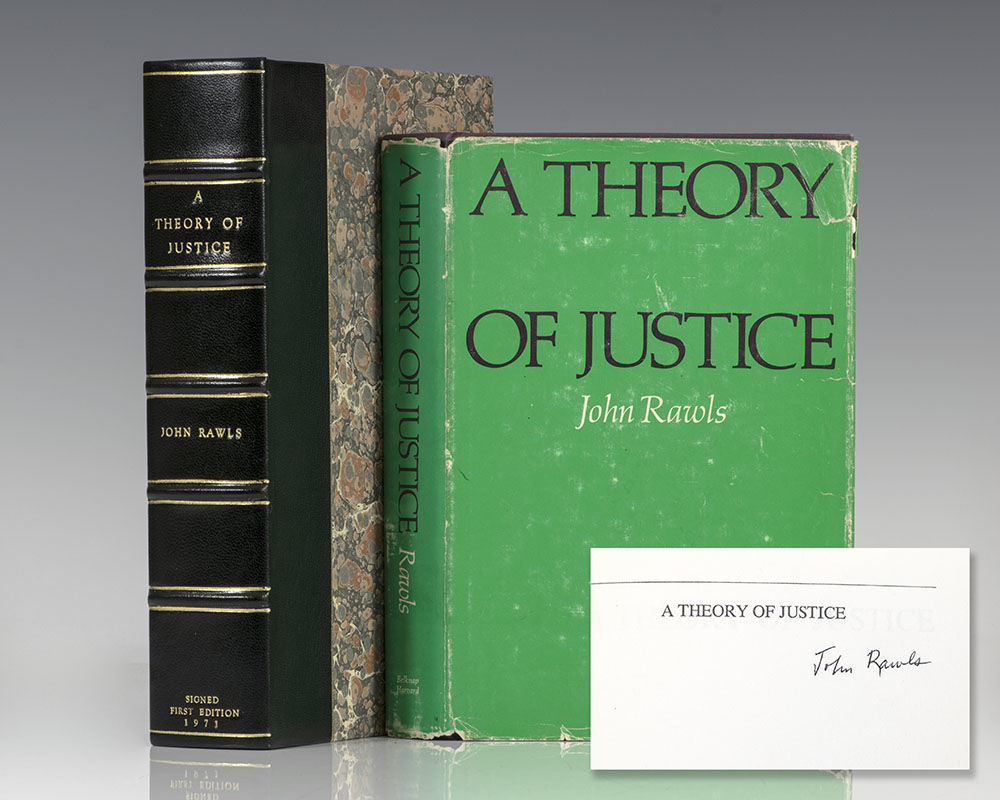 A
THEORY OF
JUSTICE
JOHN RAWLS
SIGNED
FIRST EDITION
1971
A THEORY OF JUSTICE Rawls
Belknap
Harvard
A THEORY
OF JUSTICE
John Rawls
A THEORY OF JUSTICE
John Rawls